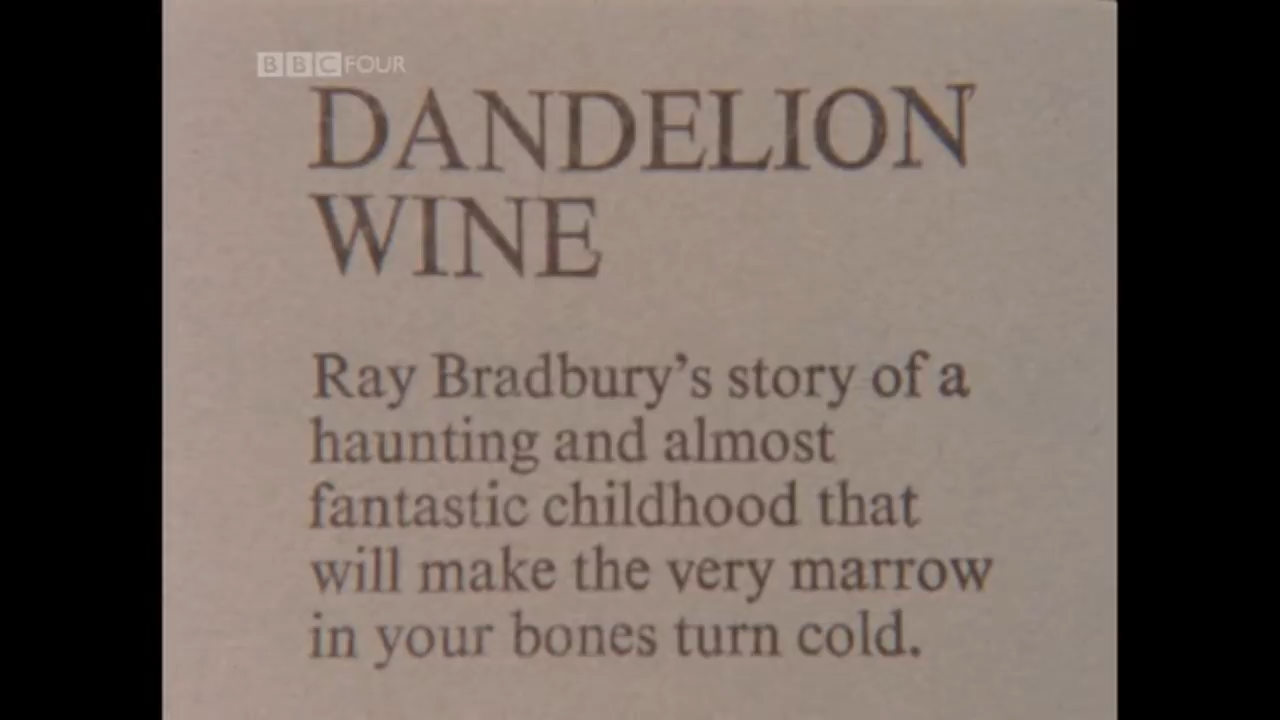 BBC FOUR
DANDELION
WINE
Ray Bradbury’s story of a
haunting and almost
fantastic childhood that
will make the very marrow
in your bones turn cold.